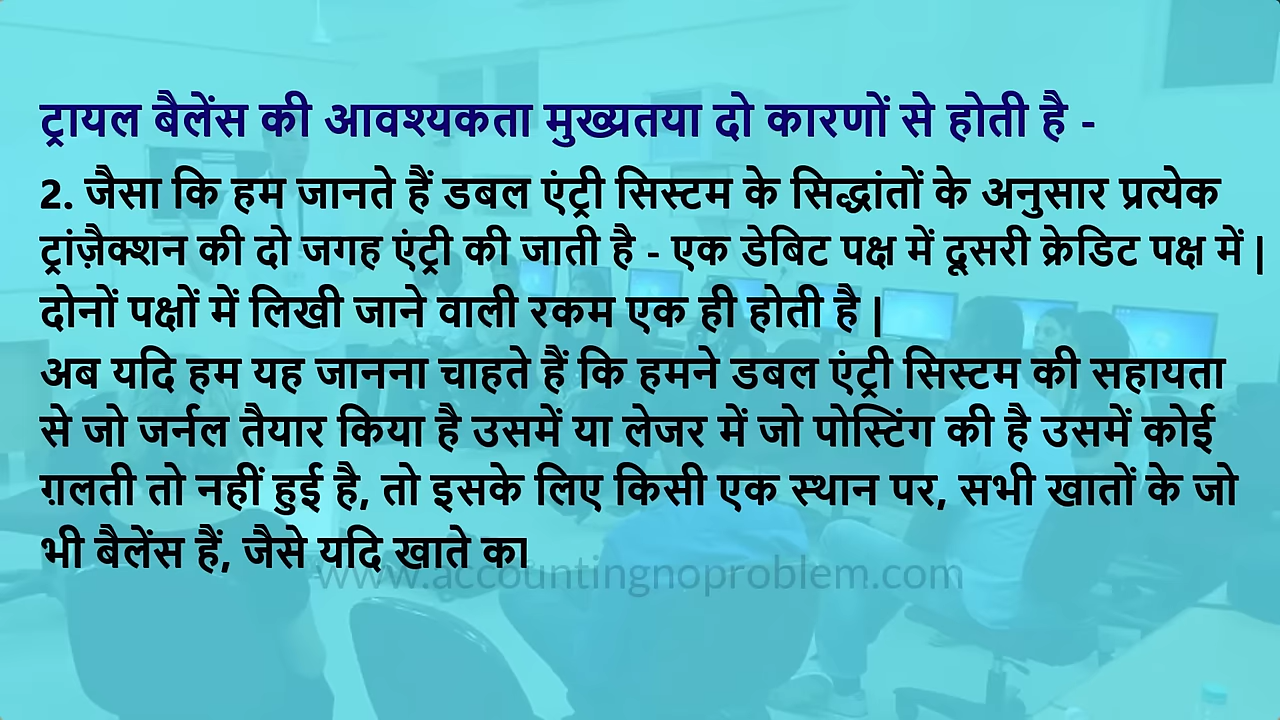 ट्रायल बैलेंस की आवश्यकता मुख्यतया दो कारणों से होती है -
2. जैसा कि हम जानते हैं डबल एंट्री सिस्टम के सिद्धांतों के अनुसार प्रत्येक
ट्रांज़ैक्शन की दो जगह एंट्री की जाती है - एक डेबिट पक्ष में दूसरी क्रेडिट पक्ष में |
दोनों पक्षों में लिखी जाने वाली रकम एक ही होती है |
अब यदि हम यह जानना चाहते हैं कि हमने डबल एंट्री सिस्टम की सहायता
से जो जर्नल तैयार किया है उसमें या लेजर में जो पोस्टिंग की है उसमें कोई
ग़लती तो नहीं हुई है, तो इसके लिए किसी एक स्थान पर, सभी खातों के जो
भी बैलेंस हैं, जैसे यदि खाते का
www.accountingnoproblem.com